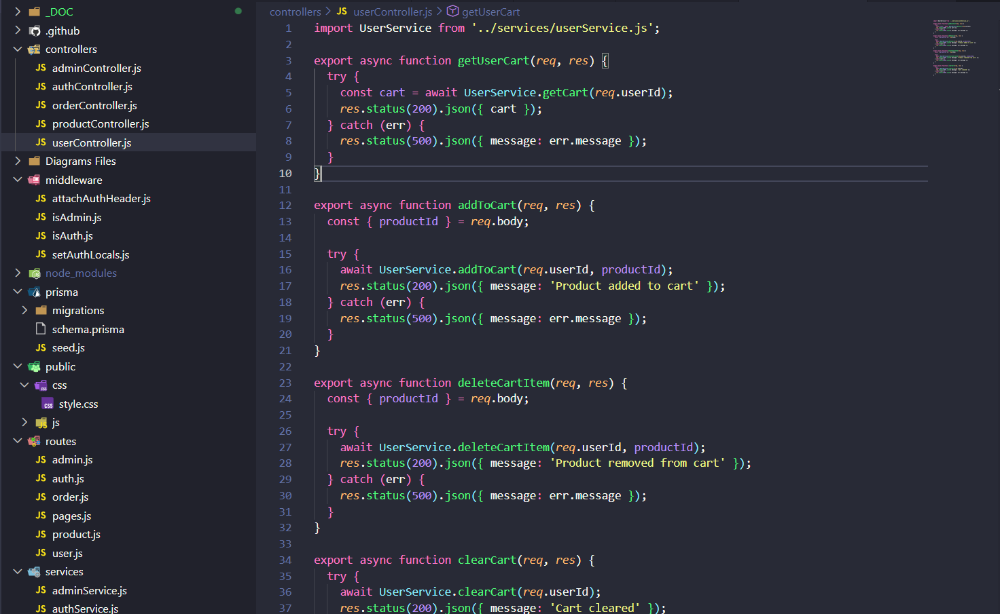 _DOC
.github
controllers
JS adminController.js
JS authController.js
JS orderController.js
JS productController.js
JS userController.js
Diagrams Files
middleware
JS attachAuthHeader.js
JS isAdmin.js
JS isAuth.js
JS setAuthLocals.js
node_modules
prisma
migrations
schema.prisma
JS seed.js
public
css
style.css
js
routes
JS admin.js
JS auth.js
JS order.js
JS pages.js
JS product.js
JS user.js
services
JS adminService.js
JS authService.js
controllers > JS userController.js > getUserCart
1 import UserService from '../services/userService.js';
2
3 export async function getUserCart(req, res) {
4   try {
5     const cart = await UserService.getCart(req.userId);
6     res.status(200).json({ cart });
7   } catch (err) {
8     res.status(500).json({ message: err.message });
9   }
10 }
11
12 export async function addToCart(req, res) {
13   const { productId } = req.body;
14
15   try {
16     await UserService.addToCart(req.userId, productId);
17     res.status(200).json({ message: 'Product added to cart' });
18   } catch (err) {
19     res.status(500).json({ message: err.message });
20   }
21 }
22
23 export async function deleteCartItem(req, res) {
24   const { productId } = req.body;
25
26   try {
27     await UserService.deleteCartItem(req.userId, productId);
28     res.status(200).json({ message: 'Product removed from cart' });
29   } catch (err) {
30     res.status(500).json({ message: err.message });
31   }
32 }
33
34 export async function clearCart(req, res) {
35   try {
36     await UserService.clearCart(req.userId);
37     res.status(200).json({ message: 'Cart cleared' });